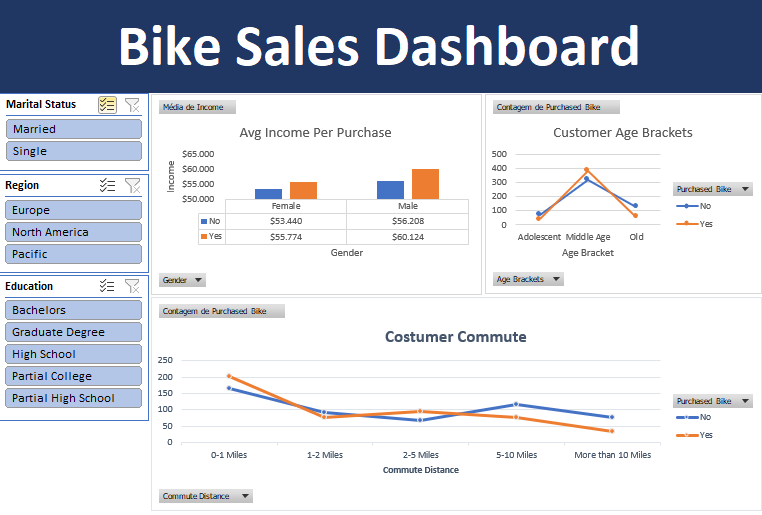 Bike Sales Dashboard
Marital Status
Married
Single
Region
Europe
North America
Pacific
Education
Bachelors
Graduate Degree
High School
Partial College
Partial High School
Média de Income
Avg Income Per Purchase
Income
$65.000
$60.000
$55.000
$50.000
Female Male
No $53.440 $56.208
Yes $55.774 $60.124
Gender
Gender
Contagem de Purchased Bike
Customer Age Brackets
500
400
300
200
100
0
Adolescent Middle Age Old
Age Bracket
Purchased Bike
No
Yes
Age Brackets
Contagem de Purchased Bike
Costumer Commute
250
200
150
100
50
0
0-1 Miles 1-2 Miles 2-5 Miles 5-10 Miles More than 10 Miles
Commute Distance
Purchased Bike
No
Yes
Commute Distance